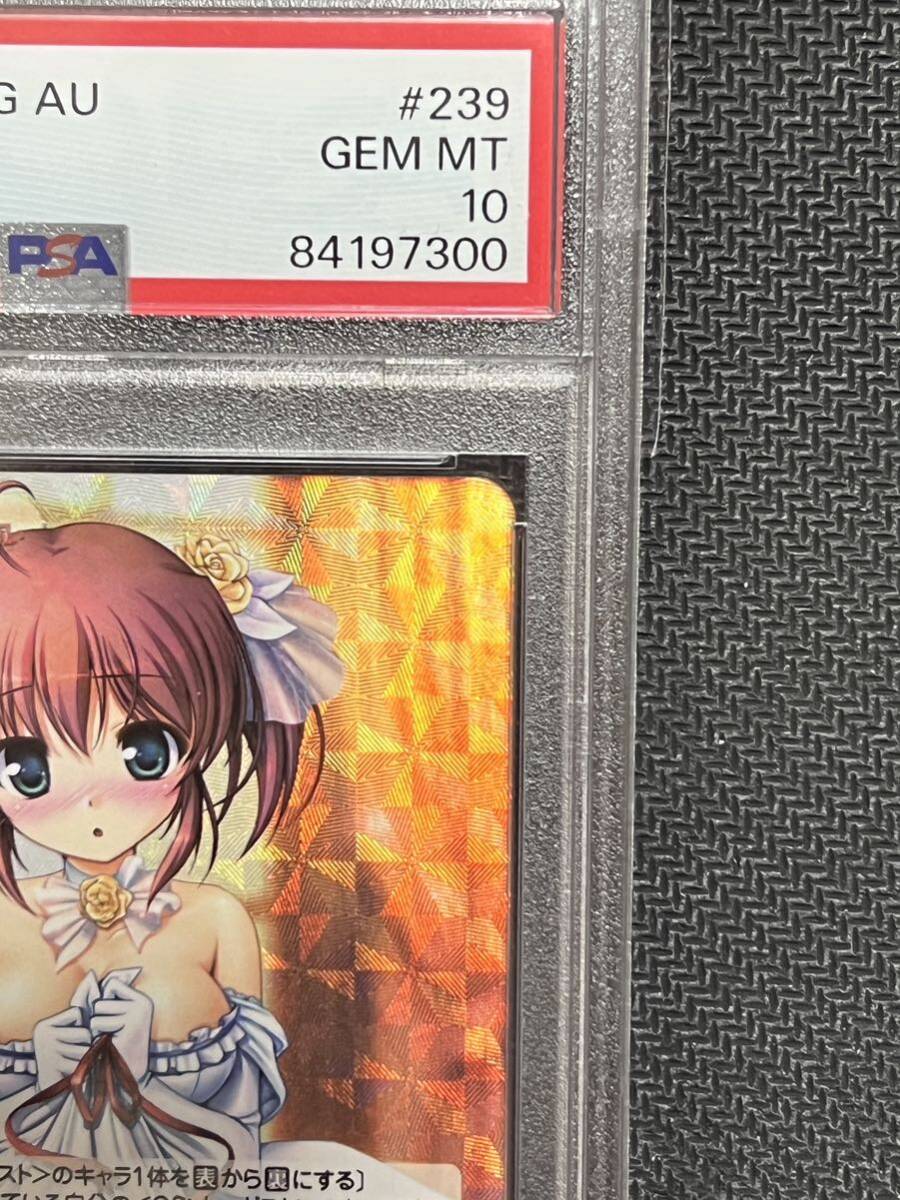 G AU
#239
GEM MT
10
PSA
84197300
スト>のキャラ1体を表から裏にする]